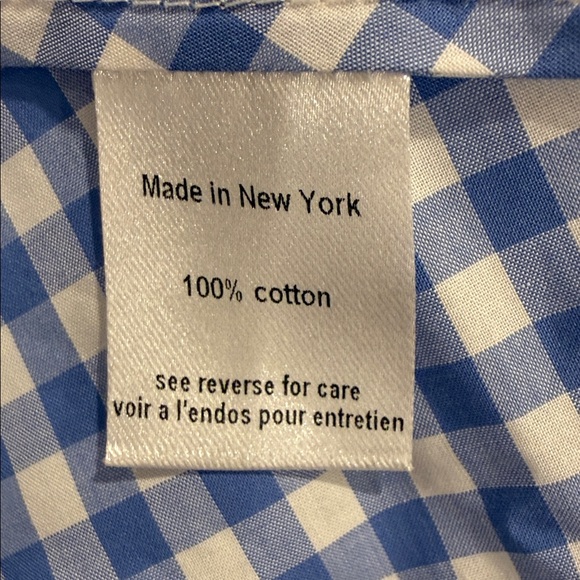 Made in New York
100% cotton
see reverse for care
voir a l'endos pour entretien